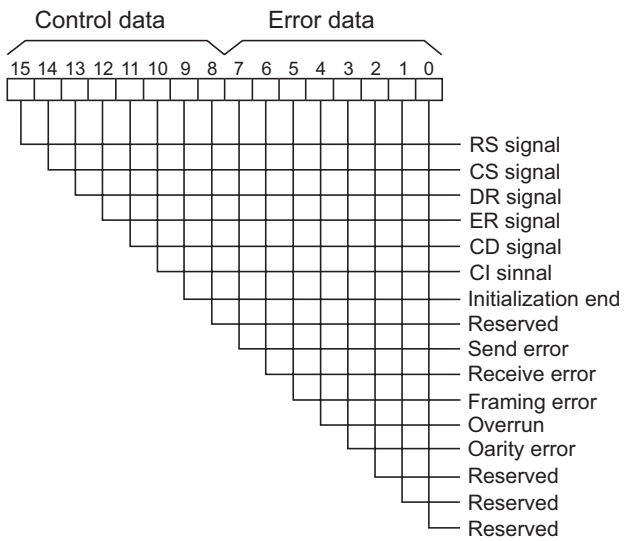 Control data Error data
15 14 13 12 11 10 9 8 7 6 5 4 3 2 1 0
RS signal
CS signal
DR signal
ER signal
CD signal
CI sinnal
Initialization end
Reserved
Send error
Receive error
Framing error
Overrun
Oarity error
Reserved
Reserved
Reserved